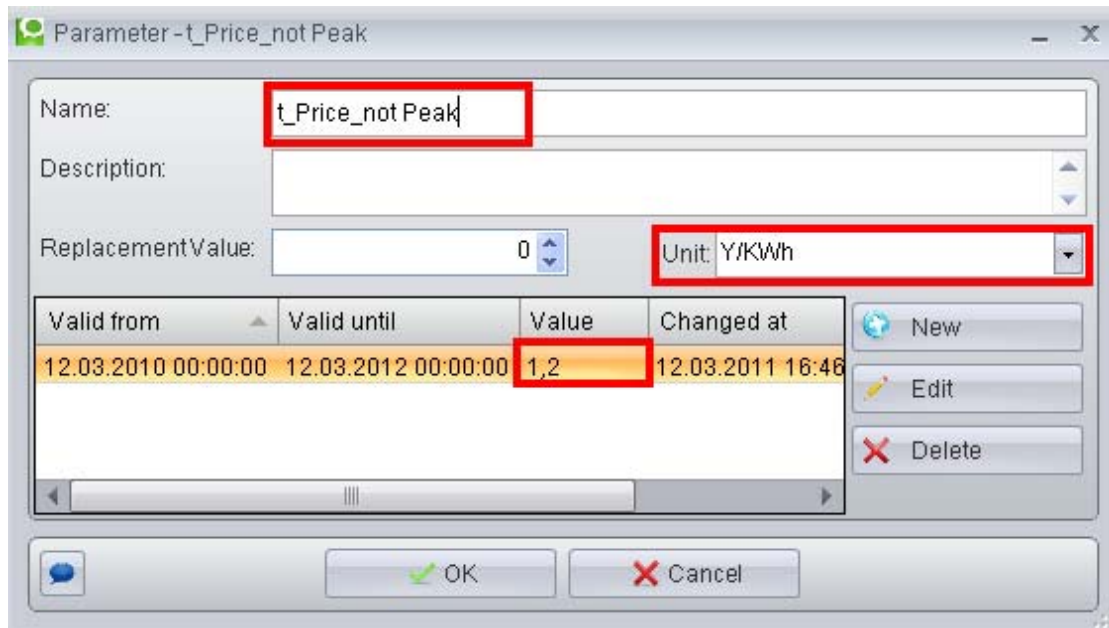 Parameter - t_Price_not Peak
Name: t_Price_not Peak
Description:
Replacement Value: 0 Unit: Y/KWh
Valid from Valid until Value Changed at
12.03.2010 00:00:00 12.03.2012 00:00:00 1,2 12.03.2011 16:46
New
Edit
Delete
OK Cancel